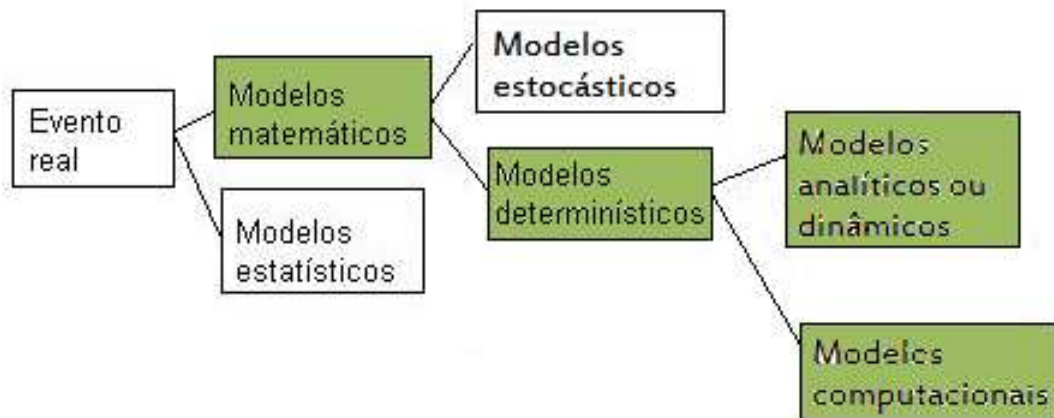 Evento
real
Modelos
matemáticos
Modelos
estatísticos
Modelos
estocásticos
Modelos
determinísticos
Modelos
analíticos ou
dinâmicos
Modelos
computacionais